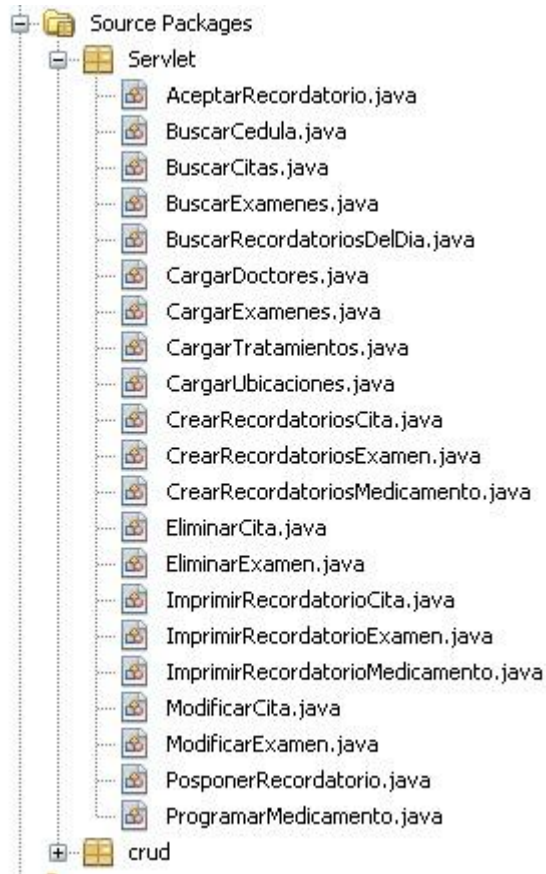 Source Packages
Servlet
AceptarRecordatorio.java
BuscarCedula.java
BuscarCitas.java
BuscarExamenes.java
BuscarRecordatoriosDelDia.java
CargarDoctores.java
CargarExamenes.java
CargarTratamientos.java
CargarUbicaciones.java
CrearRecordatoriosCita.java
CrearRecordatoriosExamen.java
CrearRecordatoriosMedicamento.java
EliminarCita.java
EliminarExamen.java
ImprimirRecordatorioCita.java
ImprimirRecordatorioExamen.java
ImprimirRecordatorioMedicamento.java
ModificarCita.java
ModificarExamen.java
PosponerRecordatorio.java
ProgramarMedicamento.java
crud